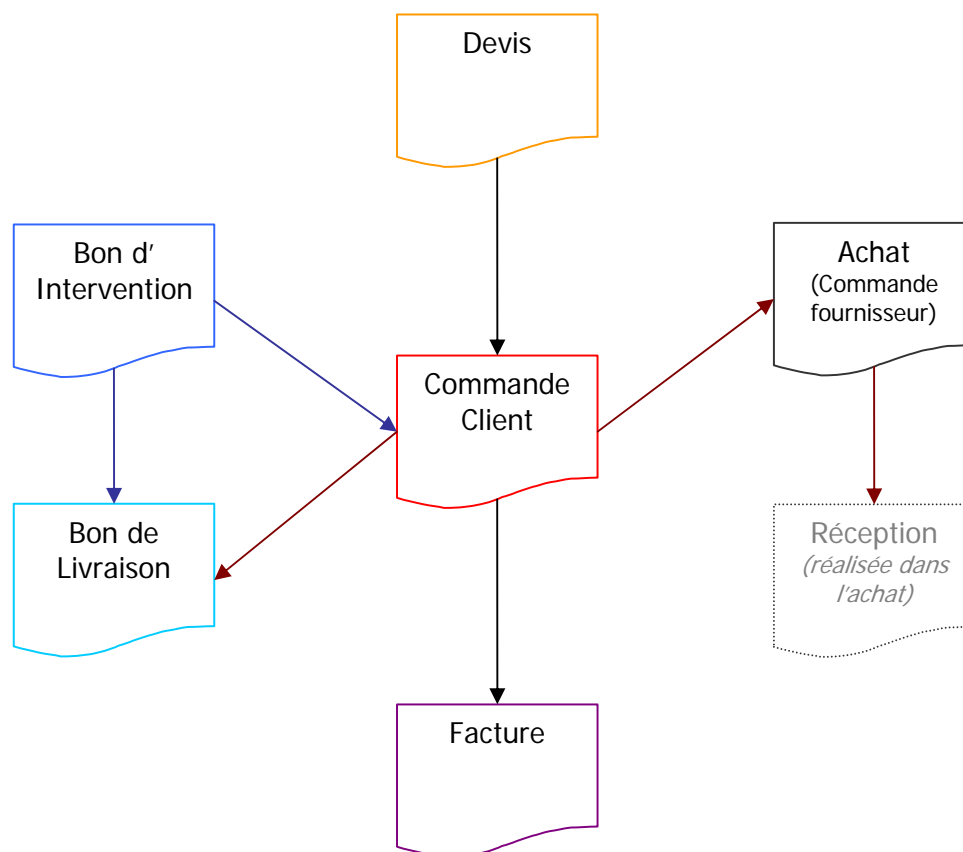 Devis
Bon d'
Intervention
Achat
(Commande
fournisseur)
Commande
Client
Bon de
Livraison
Réception
(réalisée dans
l'achat)
Facture